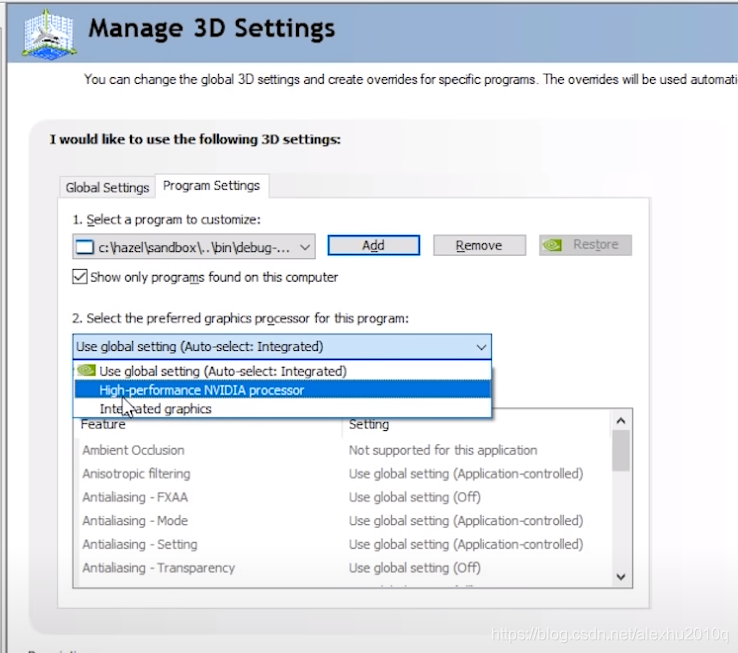 Manage 3D Settings
You can change the global 3D settings and create overrides for specific programs. The overrides will be used
I would like to use the following 3D settings:
Global Settings Program Settings
1. Select a program to customize:
c:\hazel\sandbox\..\bin\debug-... Add Remove Restore
Show only programs found on this computer
2. Select the preferred graphics processor for this program:
Use global setting (Auto-select: Integrated)
Use global setting (Auto-select: Integrated)
High-performance NVIDIA processor
Integrated graphics
Feature Setting
Ambient Occlusion Not supported for this application
Anisotropic filtering Use global setting (Application-controlled)
Antialiasing - FXAA Use global setting (Off)
Antialiasing - Mode Use global setting (Application-controlled)
Antialiasing - Setting Use global setting (Application-controlled)
Antialiasing - Transparency Use global setting (Off)
https://blog.csdn.net/alexhu2010q